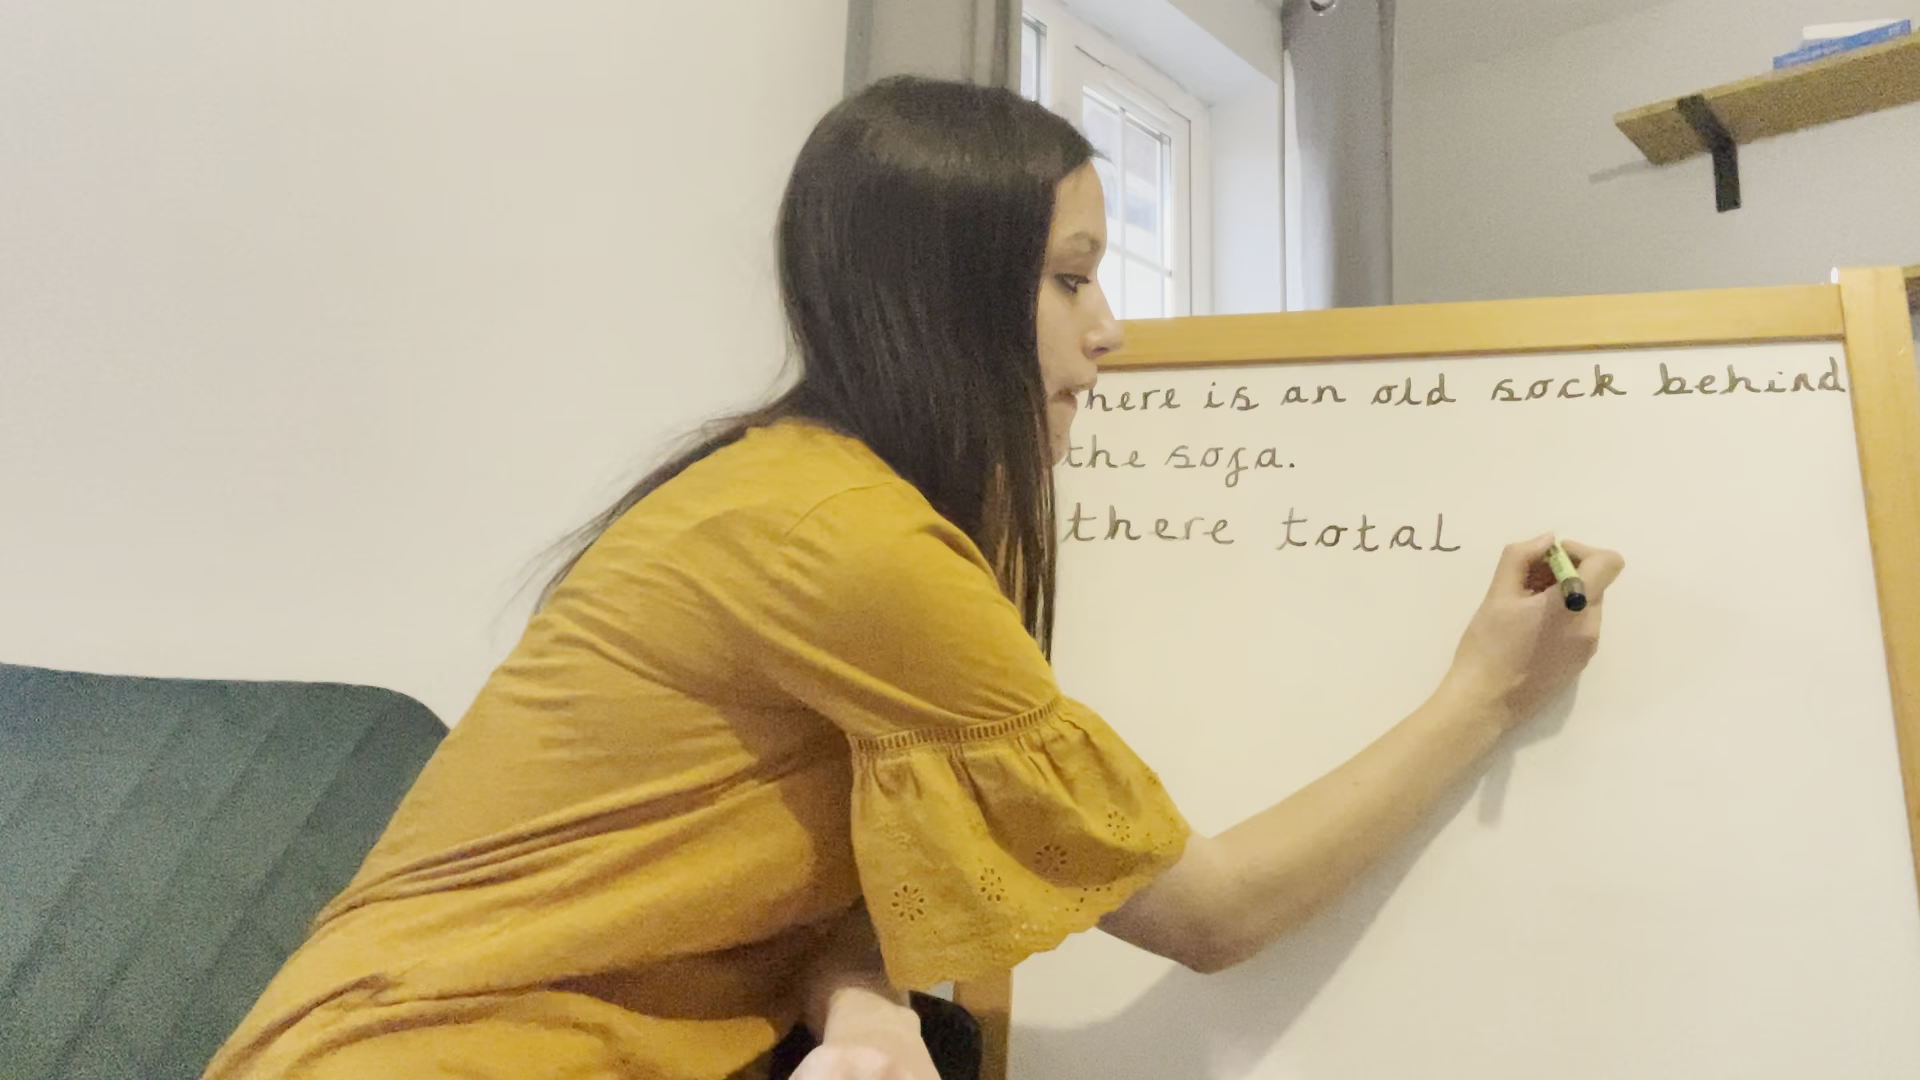 here is an old sock behind
the sofa.
there total